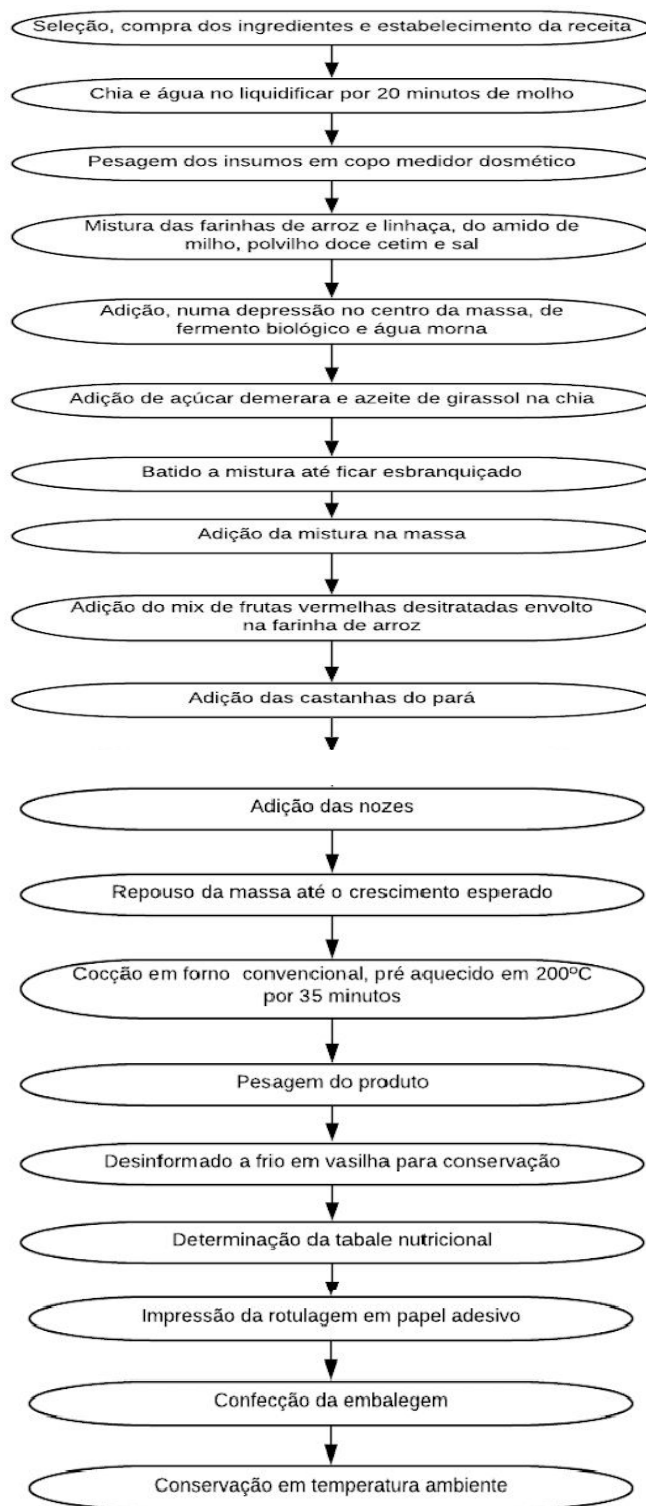 Seleção, compra dos ingredientes e estabelecimento da receita
Chia e água no liquidificar por 20 minutos de molho
Pesagem dos insumos em copo medidor dosmético
Mistura das farinhas de arroz e linhaça, do amido de
milho, polvilho doce cetim e sal
Adição, numa depressão no centro da massa, de
fermento biológico e água morna
Adição de açúcar demerara e azeite de girassol na chia
Batido a mistura até ficar esbranquiçado
Adição da mistura na massa
Adição do mix de frutas vermelhas desitratadas envolto
na farinha de arroz
Adição das castanhas do pará
Adição das nozes
Repouso da massa até o crescimento esperado
Cocção em forno convencional, pré aquecido em 200ºC
por 35 minutos
Pesagem do produto
Desinformado a frio em vasilha para conservação
Determinação da tabale nutricional
Impressão da rotulagem em papel adesivo
Confecção da embalegem
Conservação em temperatura ambiente